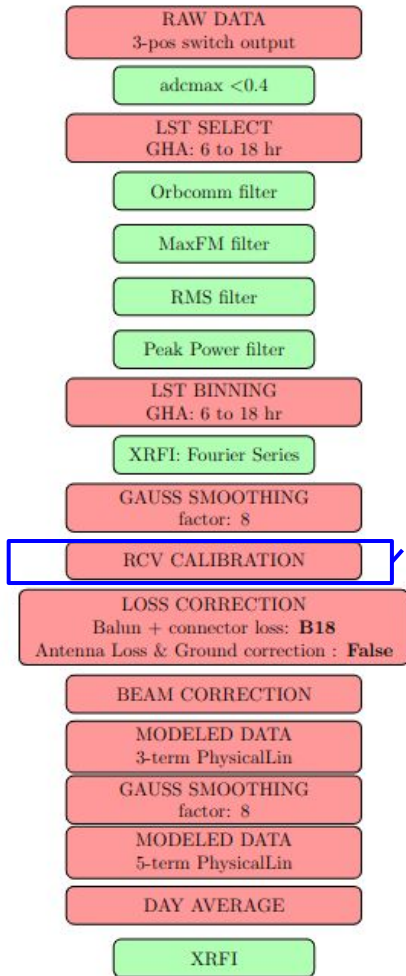 RAW DATA
3-pos switch output
adcmax <0.4
LST SELECT
GHA: 6 to 18 hr
Orbcomm filter
MaxFM filter
RMS filter
Peak Power filter
LST BINNING
GHA: 6 to 18 hr
XRFI: Fourier Series
GAUSS SMOOTHING
factor: 8
RCV CALIBRATION
LOSS CORRECTION
Balun + connector loss: B18
Antenna Loss & Ground correction : False
BEAM CORRECTION
MODELED DATA
3-term PhysicalLin
GAUSS SMOOTHING
factor: 8
MODELED DATA
5-term PhysicalLin
DAY AVERAGE
XRFI